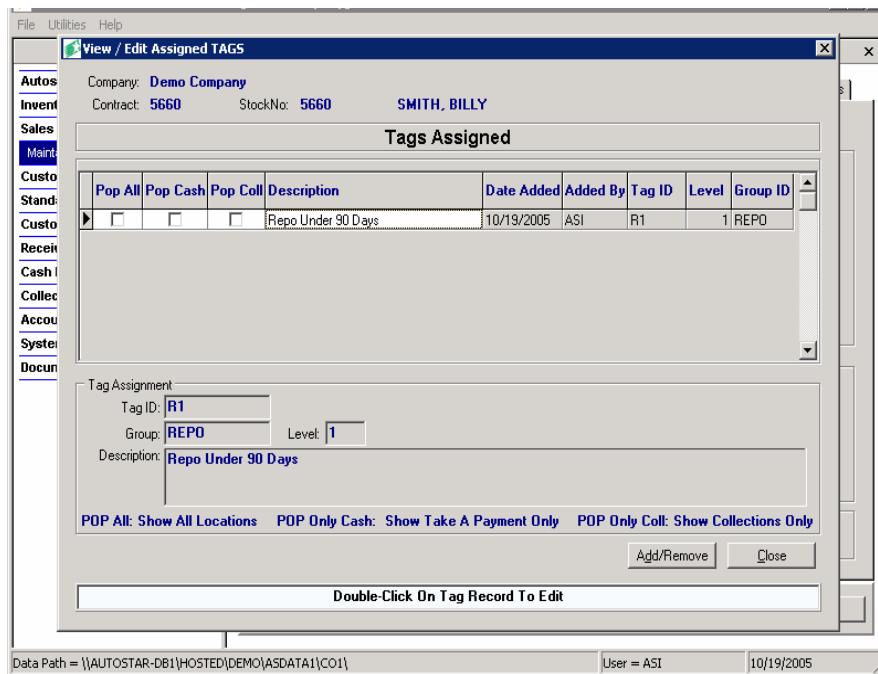 File Utilities Help
View / Edit Assigned TAGS
Company: Demo Company
Contract: 5660 StockNo: 5660 SMITH, BILLY
Tags Assigned
Pop All Pop Cash Pop Coll Description Date Added Added By Tag ID Level Group ID
Repo Under 90 Days 10/19/2005 ASI R1 1 REPO
Autos
Invent
Sales
Mainta
Custo
Standa
Custo
Receiv
Cash
Collec
Accou
System
Docum
Tag Assignment
Tag ID: R1
Group: REPO Level: 1
Description: Repo Under 90 Days
POP All: Show All Locations POP Only Cash: Show Take A Payment Only POP Only Coll: Show Collections Only
Add/Remove Close
Double-Click On Tag Record To Edit
Data Path = \\AUTOSTAR-DB1\HOSTED\DEMO\ASDATA1\CO1\ User = ASI 10/19/2005